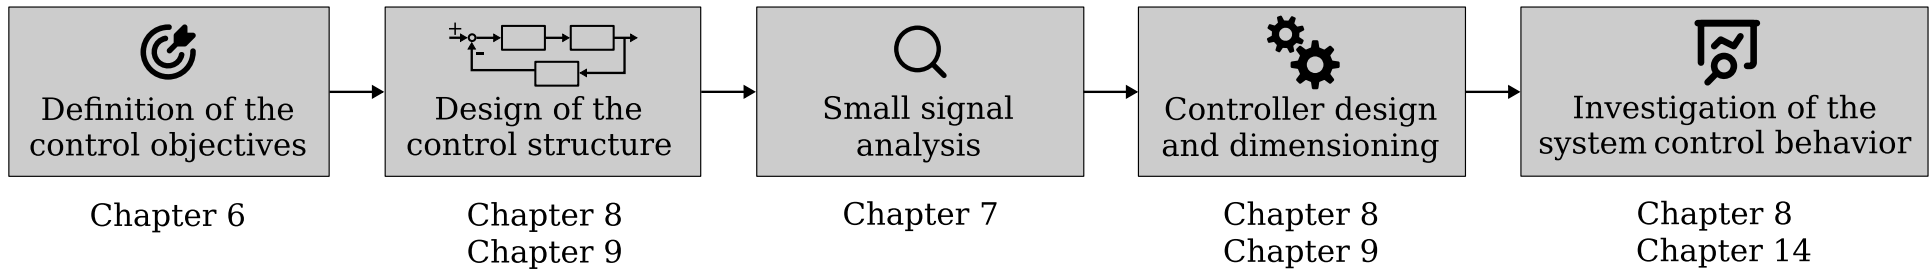 +
-
Definition of the
control objectives
Chapter 6
Design of the
control structure
Chapter 8
Chapter 9
Small signal
analysis
Chapter 7
Controller design
and dimensioning
Chapter 8
Chapter 9
Investigation of the
system control behavior
Chapter 8
Chapter 14